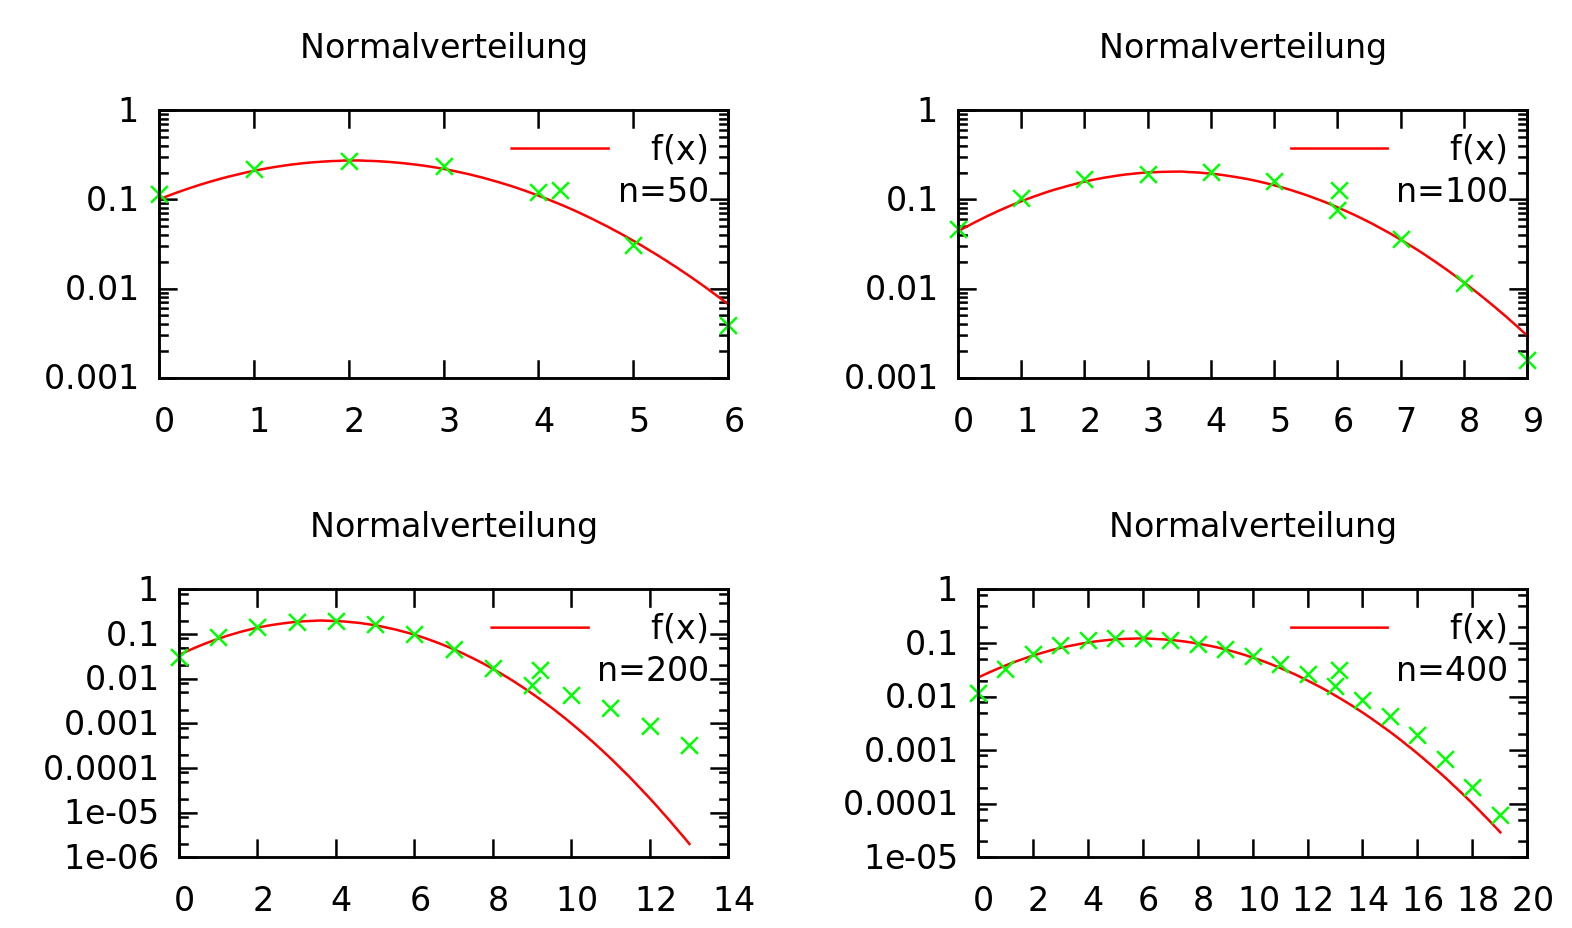 Normalverteilung
1
0.1
0.01
0.001
0 1 2 3 4 5 6
f(x)
n=50
Normalverteilung
1
0.1
0.01
0.001
0 1 2 3 4 5 6 7 8 9
f(x)
n=100
Normalverteilung
1
0.1
0.01
0.001
0.0001
1e-05
1e-06
0 2 4 6 8 10 12 14
f(x)
n=200
Normalverteilung
1
0.1
0.01
0.001
0.0001
1e-05
0 2 4 6 8 10 12 14 16 18 20
f(x)
n=400